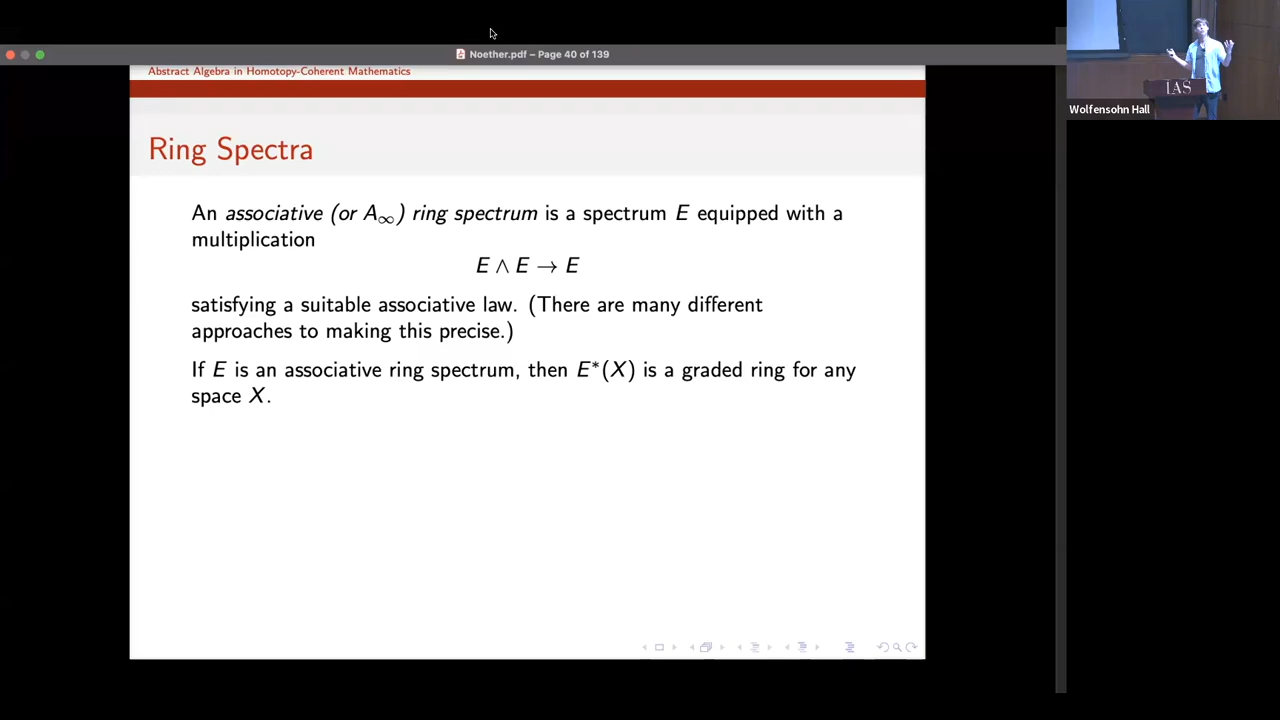 Noether.pdf – Page 40 of 139
Abstract Algebra in Homotopy-Coherent Mathematics
IAS
Wolfensohn Hall
Ring Spectra
An associative (or A∞) ring spectrum is a spectrum E equipped with a
multiplication
E ∧ E → E
satisfying a suitable associative law. (There are many different
approaches to making this precise.)
If E is an associative ring spectrum, then E*(X) is a graded ring for any
space X.